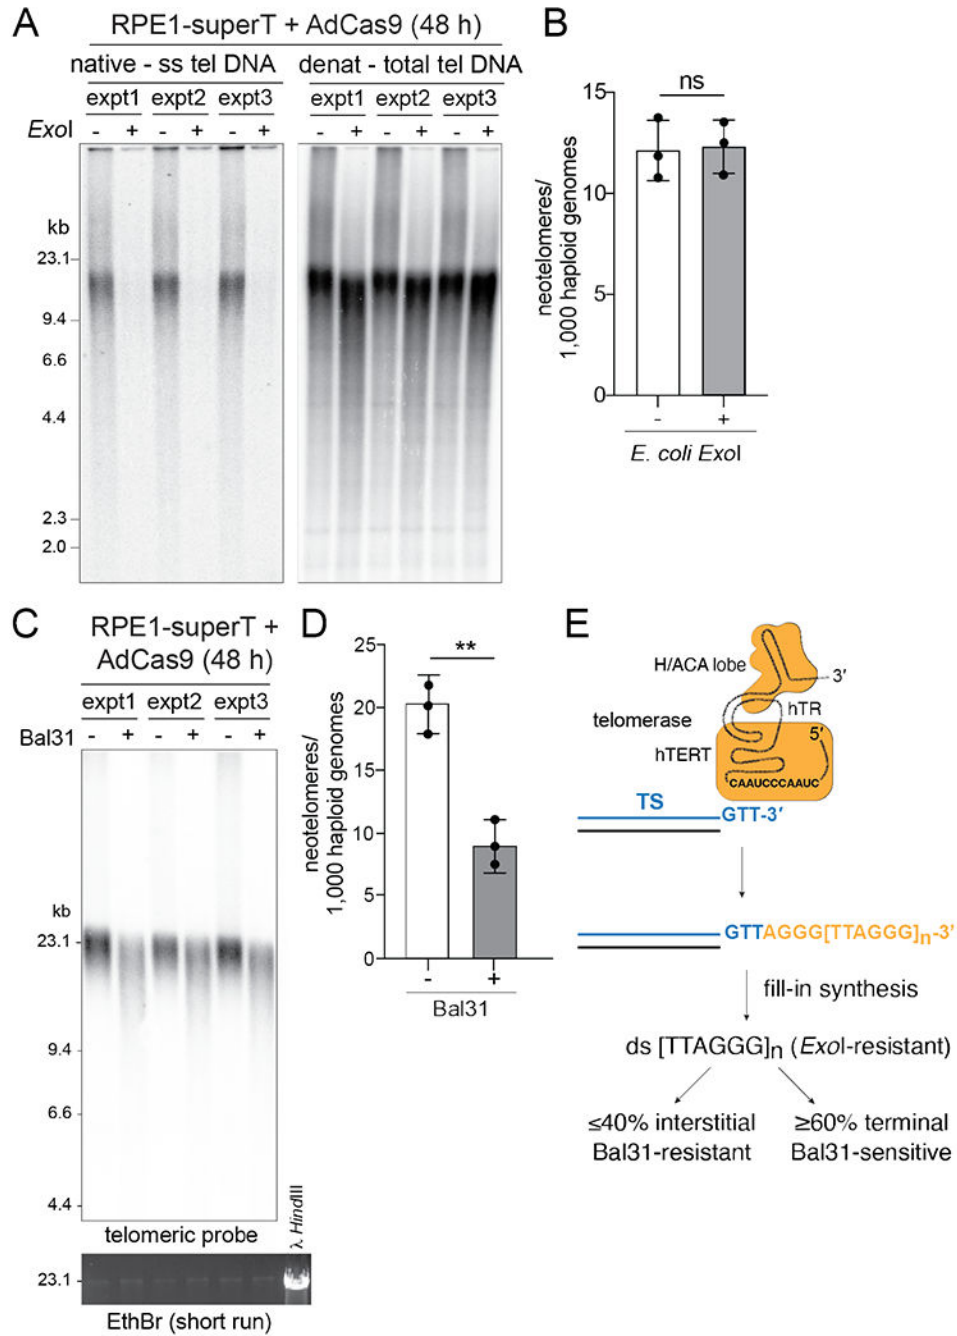 A
RPE1-superT + AdCas9 (48 h)
native - ss tel DNA
denat - total tel DNA
expt1 expt2 expt3
expt1 expt2 expt3
ExoI - + - + - +
- + - + - +
kb
23.1
9.4
6.6
4.4
2.3
2.0
B
ns
15
10
5
0
neotelomeres/
1,000 haploid genomes
- +
E. coli ExoI
C
RPE1-superT +
AdCas9 (48 h)
expt1 expt2 expt3
Bal31 - + - + - +
kb
23.1
9.4
6.6
4.4
telomeric probe
λ HindIII
23.1
EthBr (short run)
D
**
25
20
15
10
5
0
neotelomeres/
1,000 haploid genomes
- +
Bal31
E
H/ACA lobe
3′
hTR
telomerase
5′
hTERT
CAAUCCCAAUC
TS
GTT-3′
GTTAGGG[TTAGGG]n-3′
fill-in synthesis
ds [TTAGGG]n (ExoI-resistant)
≤40% interstitial
Bal31-resistant
≥60% terminal
Bal31-sensitive